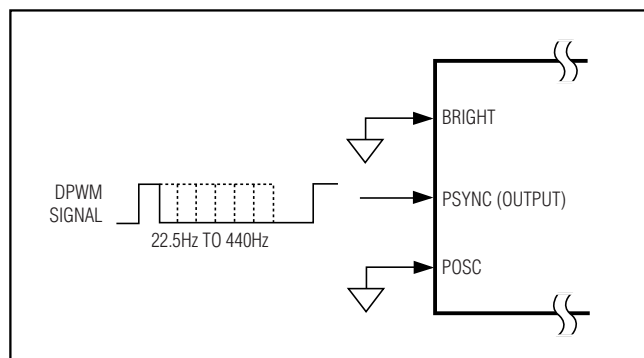 BRIGHT
DPWM
SIGNAL
PSYNC (OUTPUT)
22.5Hz TO 440Hz
POSC